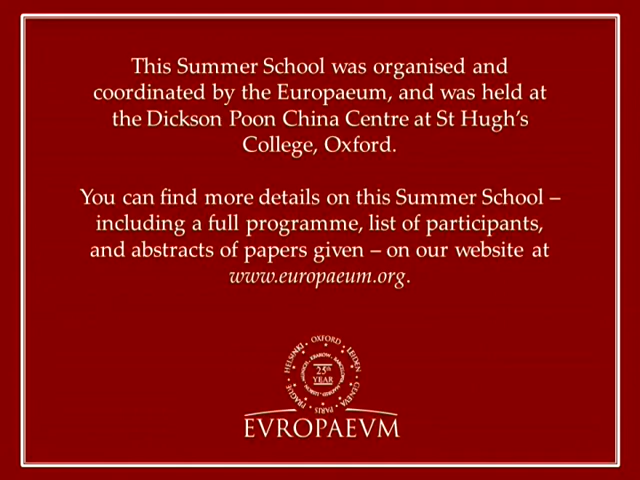 This Summer School was organised and
coordinated by the Europaeum, and was held at
the Dickson Poon China Centre at St Hugh’s
College, Oxford.
You can find more details on this Summer School –
including a full programme, list of participants,
and abstracts of papers given – on our website at
www.europaeum.org.
HELSINKI • OXFORD • LEIDEN • GENEVA • PARIS • PRAGUE
25th
YEAR
EVROPAEVM